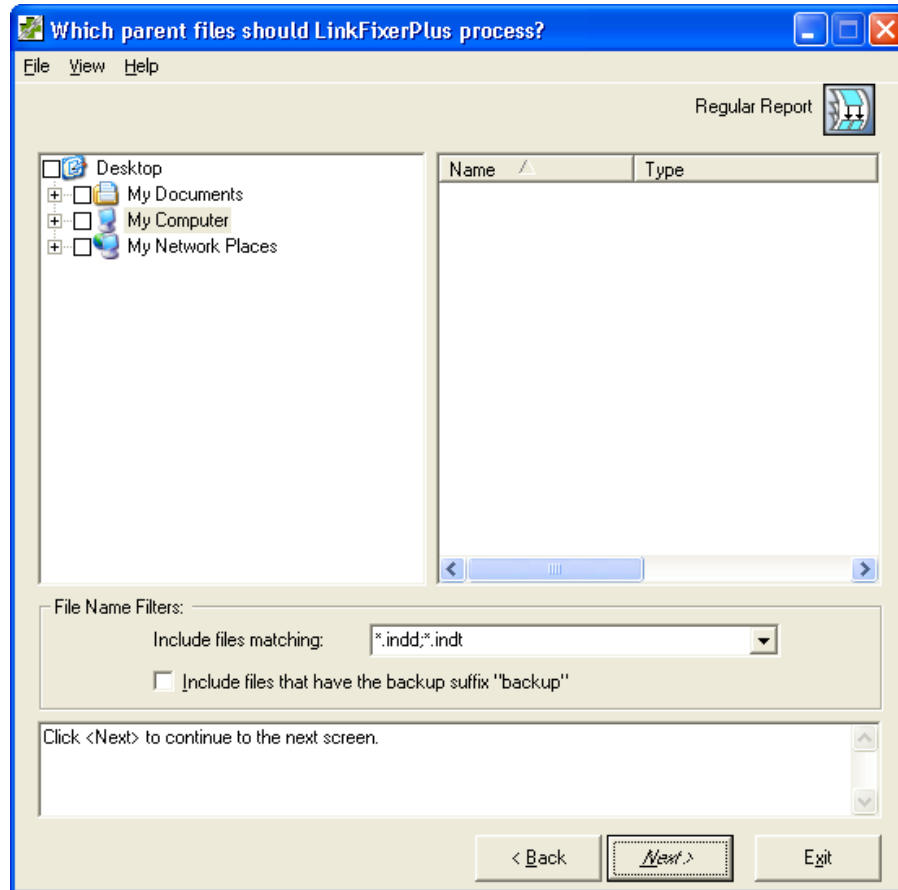 Which parent files should LinkFixerPlus process?
File View Help
Regular Report
Desktop
My Documents
My Computer
My Network Places
Name Type
File Name Filters:
Include files matching: *.indd;*.indt
Include files that have the backup suffix "backup"
Click <Next> to continue to the next screen.
< Back Next > Exit